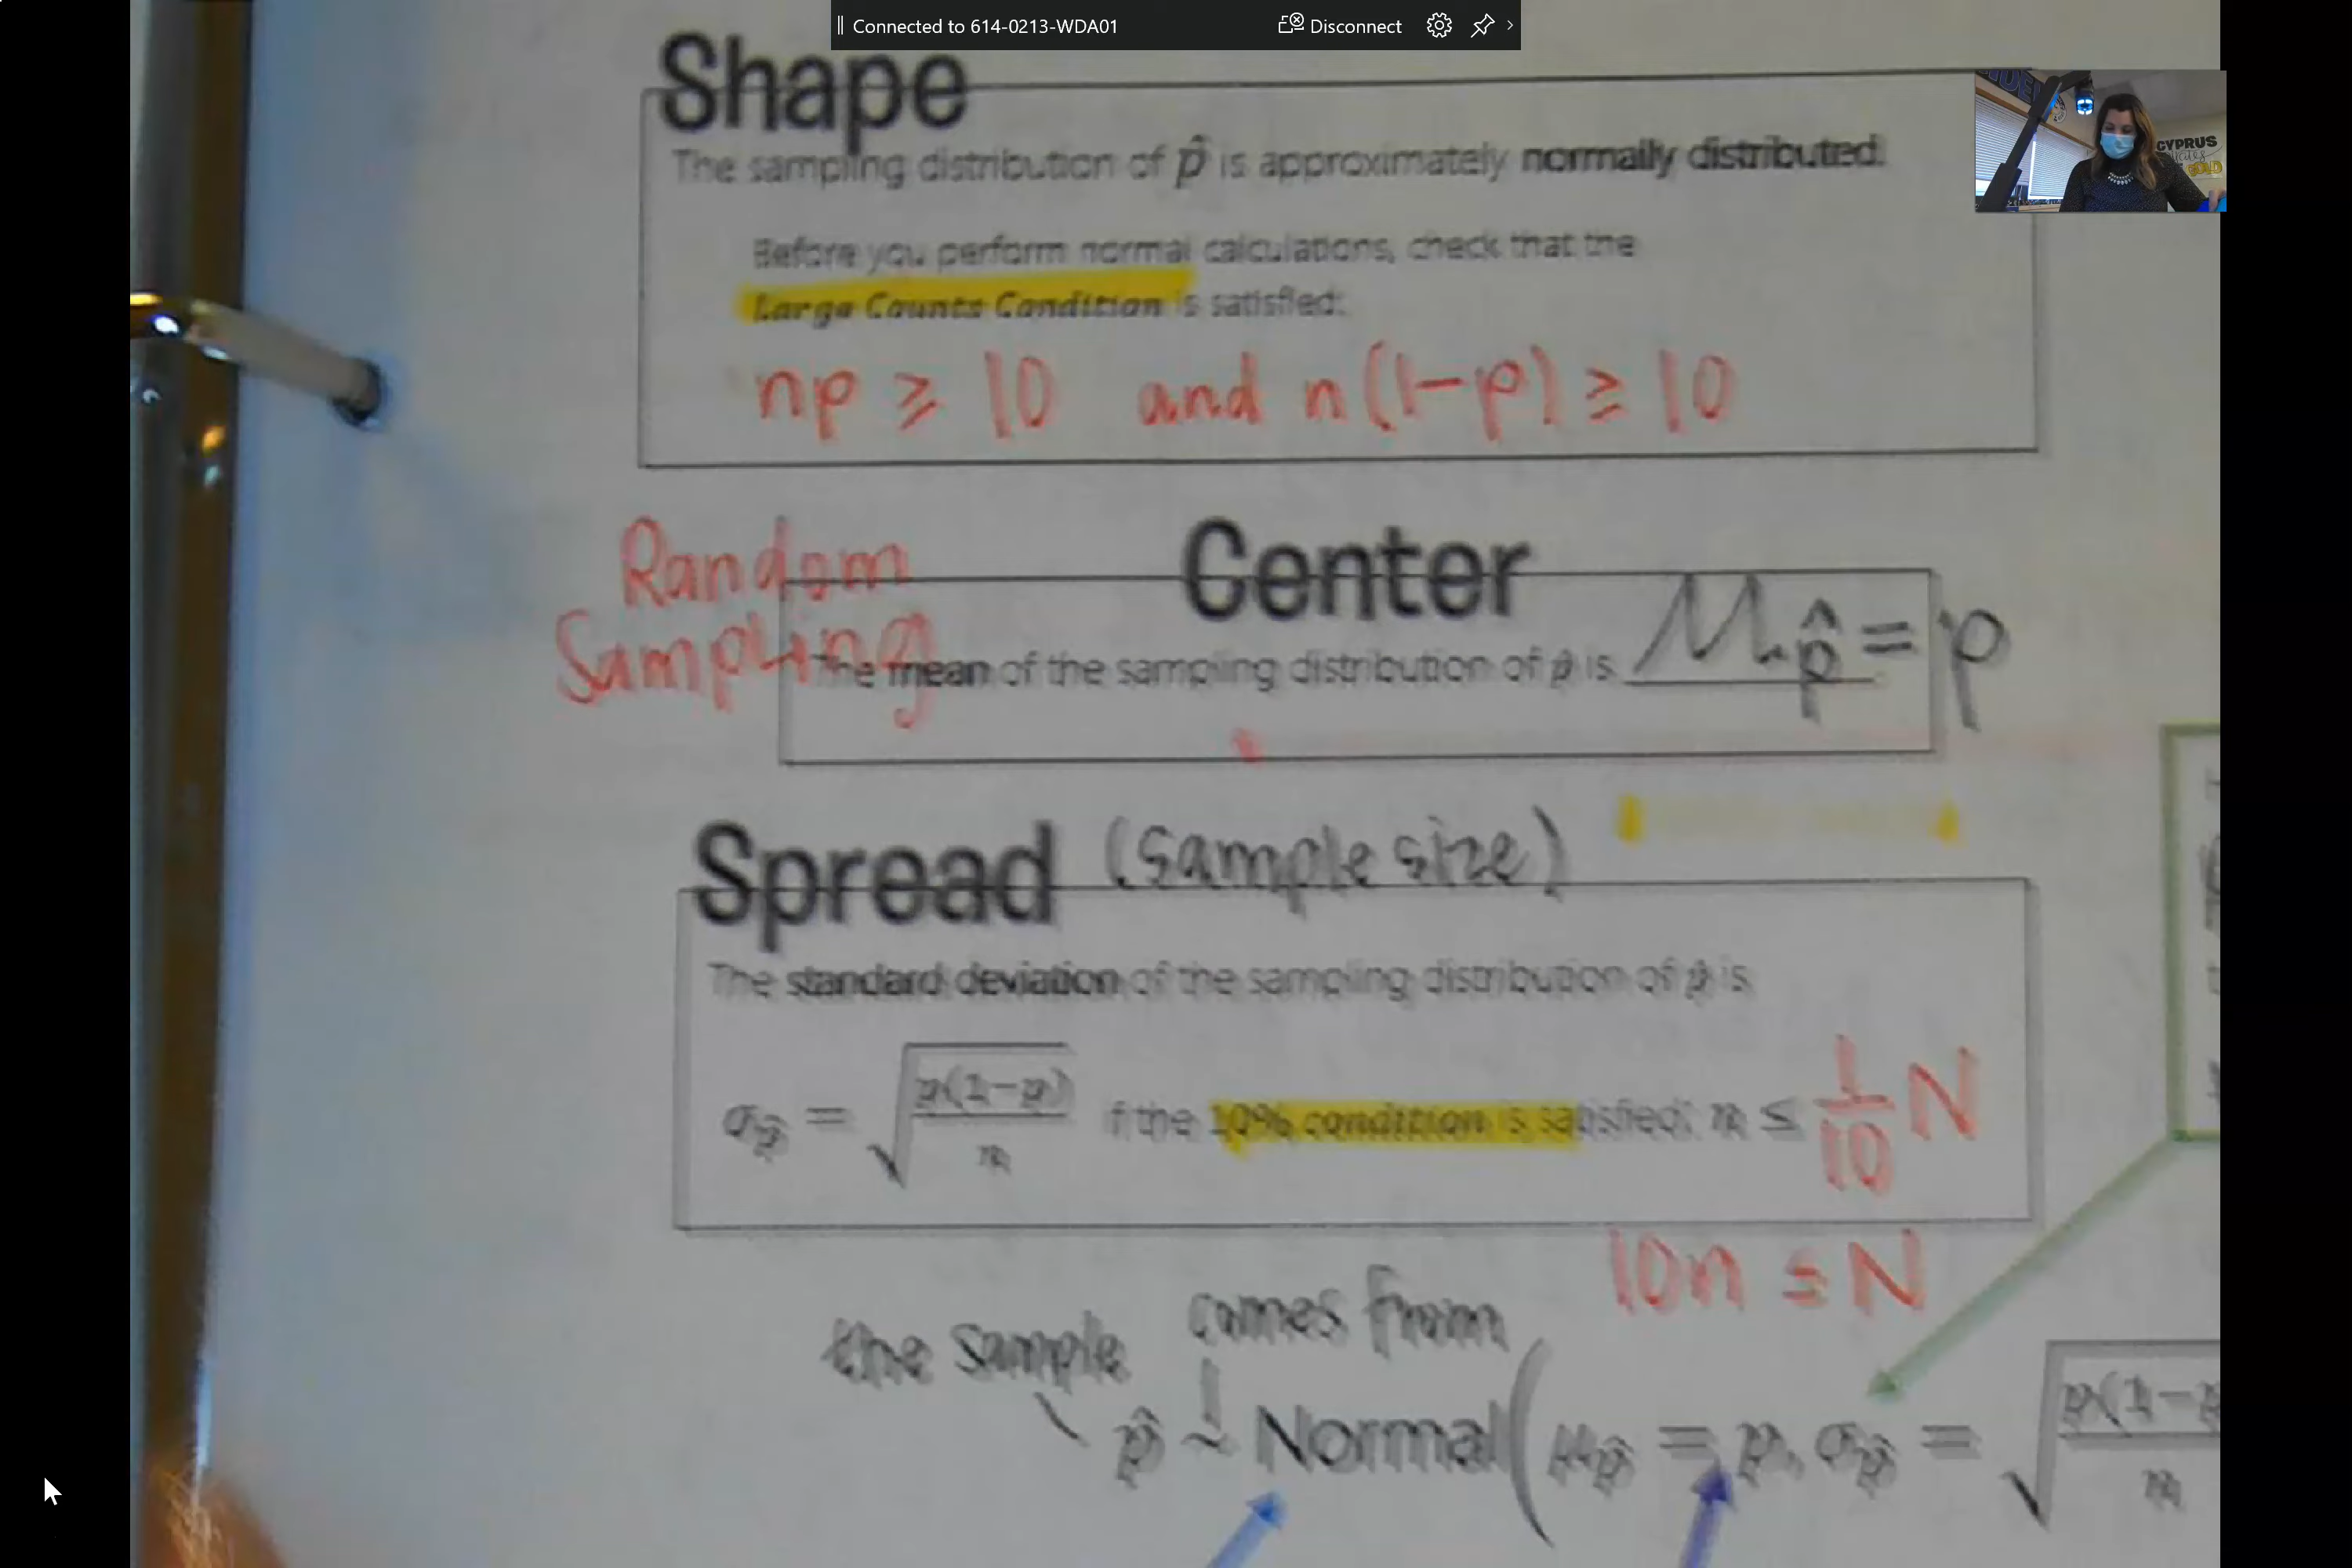 Connected to 614-0213-WDA01 Disconnect
Shape
The sampling distribution of p̂ is approximately normally distributed.
CYPRUS
GOLD
Before you perform normal calculations, check that the
Large Counts Condition is satisfied:
np ≥ 10 and n(1-p) ≥ 10
Random
Sampling
Center
The mean of the sampling distribution of p̂ is μp̂ = p
Spread (sample size)
The standard deviation of the sampling distribution of p̂ is
σp̂ = √(p(1−p)/n) if the 10% condition is satisfied: n ≤ 1/10 N
10n ≤ N
the sample comes from
p̂ ~ Normal(μp̂ = p, σp̂ = √(p(1−p/n